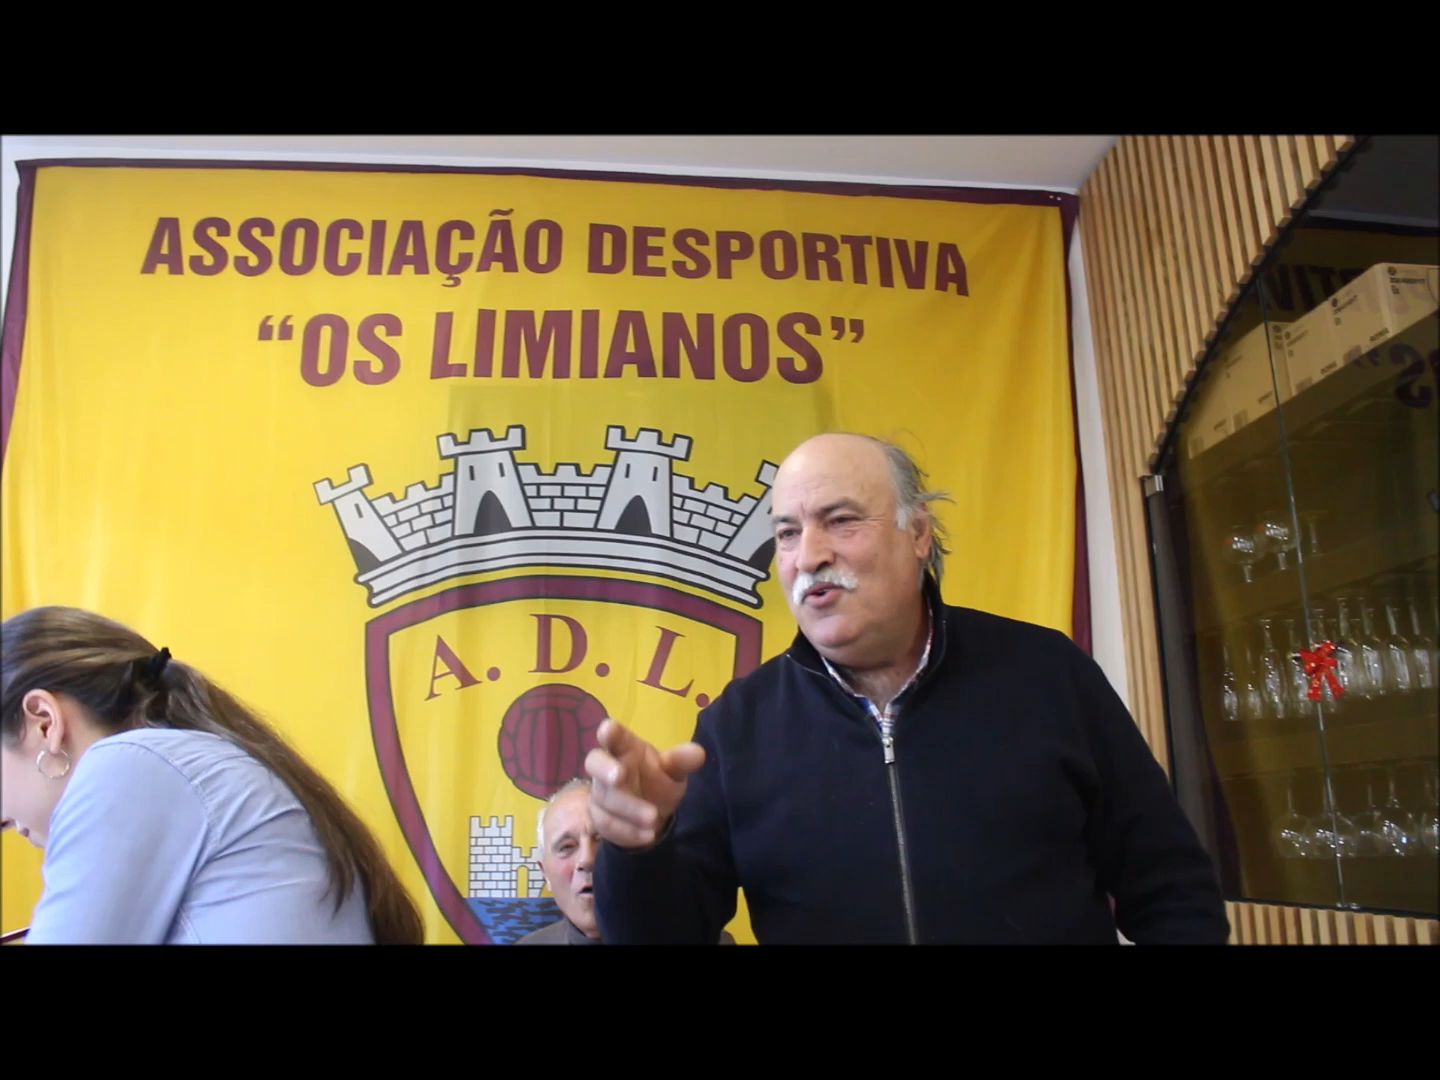 ASSOCIAÇÃO DESPORTIVA
“OS LIMIANOS”
A. D. L.